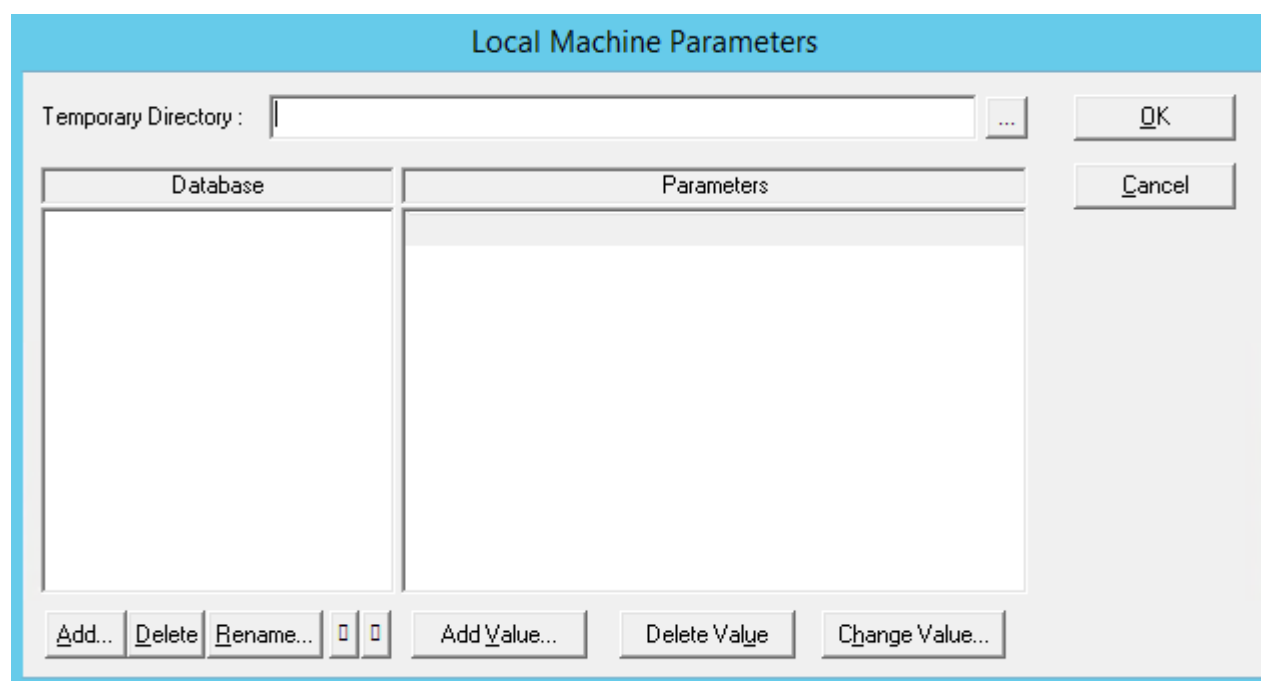 Local Machine Parameters
Temporary Directory : ... OK
Database Parameters Cancel
Add... Delete Rename... Add Value... Delete Value Change Value...